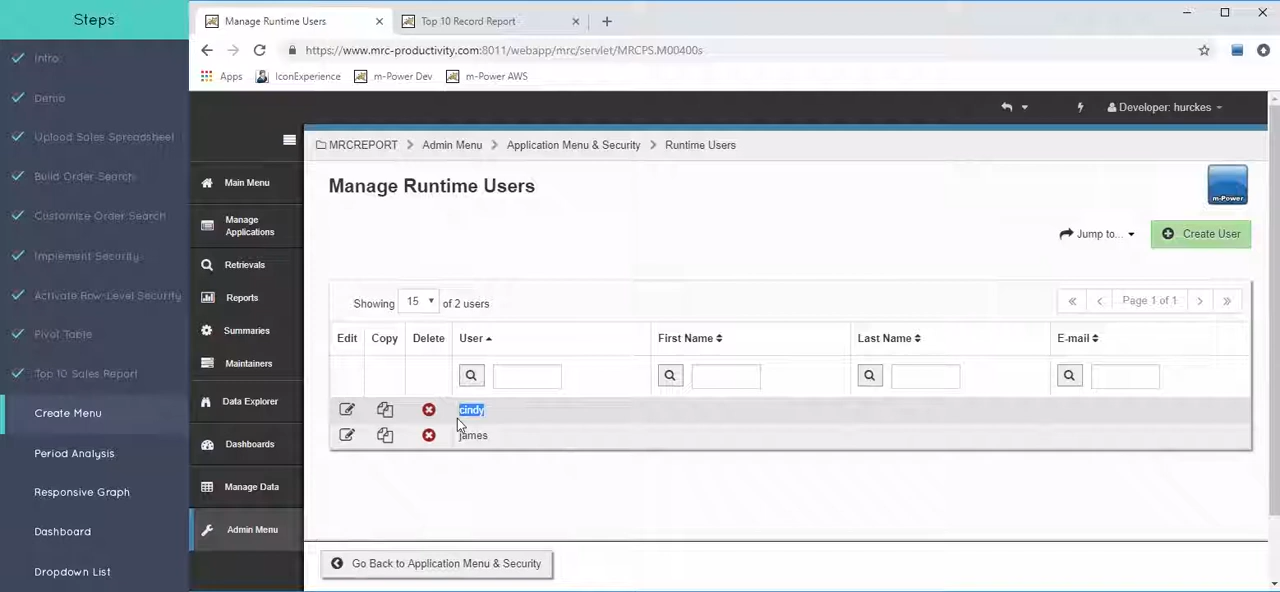 Steps
Intro
Demo
Upload Sales Spreadsheet
Build Order Search
Customize Order Search
Implement Security
Activate Row-Level Security
Pivot Table
Top 10 Sales Report
Create Menu
Period Analysis
Responsive Graph
Dashboard
Dropdown List
Manage Runtime Users
Top 10 Record Report
https://www.mrc-productivity.com:8011/webapp/mrc/servlet/MRCPS.M00400s
Apps IconExperience m-Power Dev m-Power AWS
Developer: hurckes
MRCREPORT > Admin Menu > Application Menu & Security > Runtime Users
Main Menu
Manage Applications
Retrievals
Reports
Summaries
Maintainers
Data Explorer
Dashboards
Manage Data
Admin Menu
Manage Runtime Users
m-Power
Jump to...
Create User
Showing 15 of 2 users
« < Page 1 of 1 > »
Edit Copy Delete User First Name Last Name E-mail
cindy
james
Go Back to Application Menu & Security